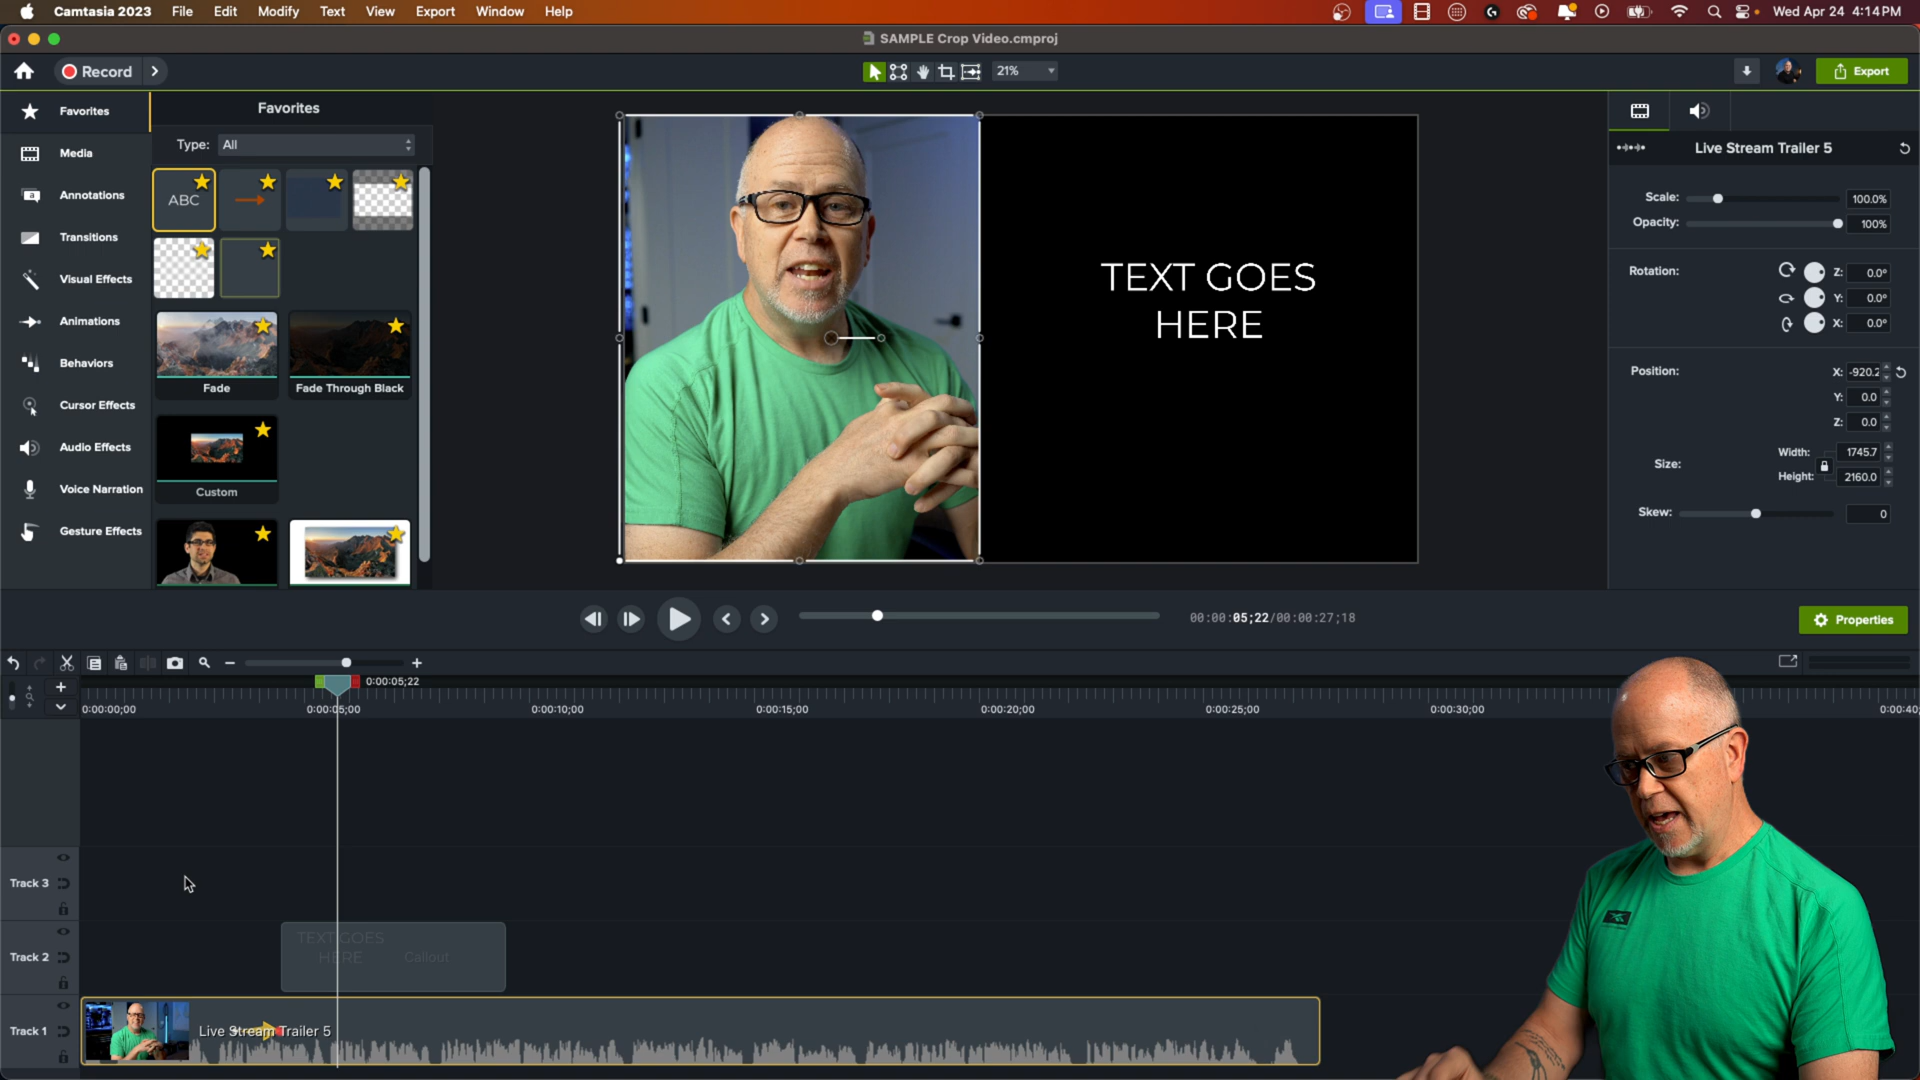 Camtasia 2023 File Edit Modify Text View Export Window Help
Wed Apr 24 4:14 PM
SAMPLE Crop Video.cmproj
Record
21%
Export
Favorites
Media
Annotations
Transitions
Visual Effects
Animations
Behaviors
Cursor Effects
Audio Effects
Voice Narration
Gesture Effects
Favorites
Type: All
ABC
Fade
Fade Through Black
Custom
TEXT GOES
HERE
Live Stream Trailer 5
Scale: 100.0%
Opacity: 100%
Rotation: Z: 0.0°
Y: 0.0°
X: 0.0°
Position: X: -920.2
Y: 0.0
Z: 0.0
Size: Width: 1745.7
Height: 2160.0
Skew: 0
00:00:05;22/00:00:27;18
Properties
0:00:05;22
0:00:00;00 0:00:05;00 0:00:10;00 0:00:15;00 0:00:20;00 0:00:25;00 0:00:30;00 0:00:40;
Track 3
Track 2
TEXT GOES
HERE
Callout
Track 1
Live Stream Trailer 5